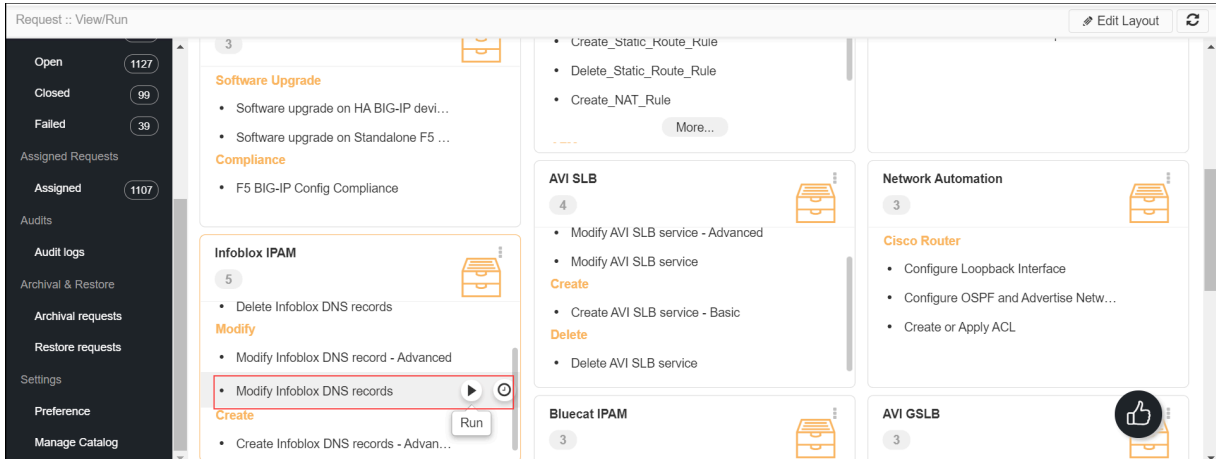 Request :: View/Run
Edit Layout
Open
1127
Closed
99
Failed
39
Assigned Requests
Assigned
1107
Audits
Audit logs
Archival & Restore
Archival requests
Restore requests
Settings
Preference
Manage Catalog
3
Software Upgrade
• Software upgrade on HA BIG-IP devi...
• Software upgrade on Standalone F5 ...
Compliance
• F5 BIG-IP Config Compliance
Infoblox IPAM
5
• Delete Infoblox DNS records
Modify
• Modify Infoblox DNS record - Advanced
• Modify Infoblox DNS records
Run
Create
• Create Infoblox DNS records - Advan...
• Create_Static_Route_Rule
• Delete_Static_Route_Rule
• Create_NAT_Rule
More...
AVI SLB
4
• Modify AVI SLB service - Advanced
• Modify AVI SLB service
Create
• Create AVI SLB service - Basic
Delete
• Delete AVI SLB service
Bluecat IPAM
3
Network Automation
3
Cisco Router
• Configure Loopback Interface
• Configure OSPF and Advertise Netw...
• Create or Apply ACL
AVI GSLB
3